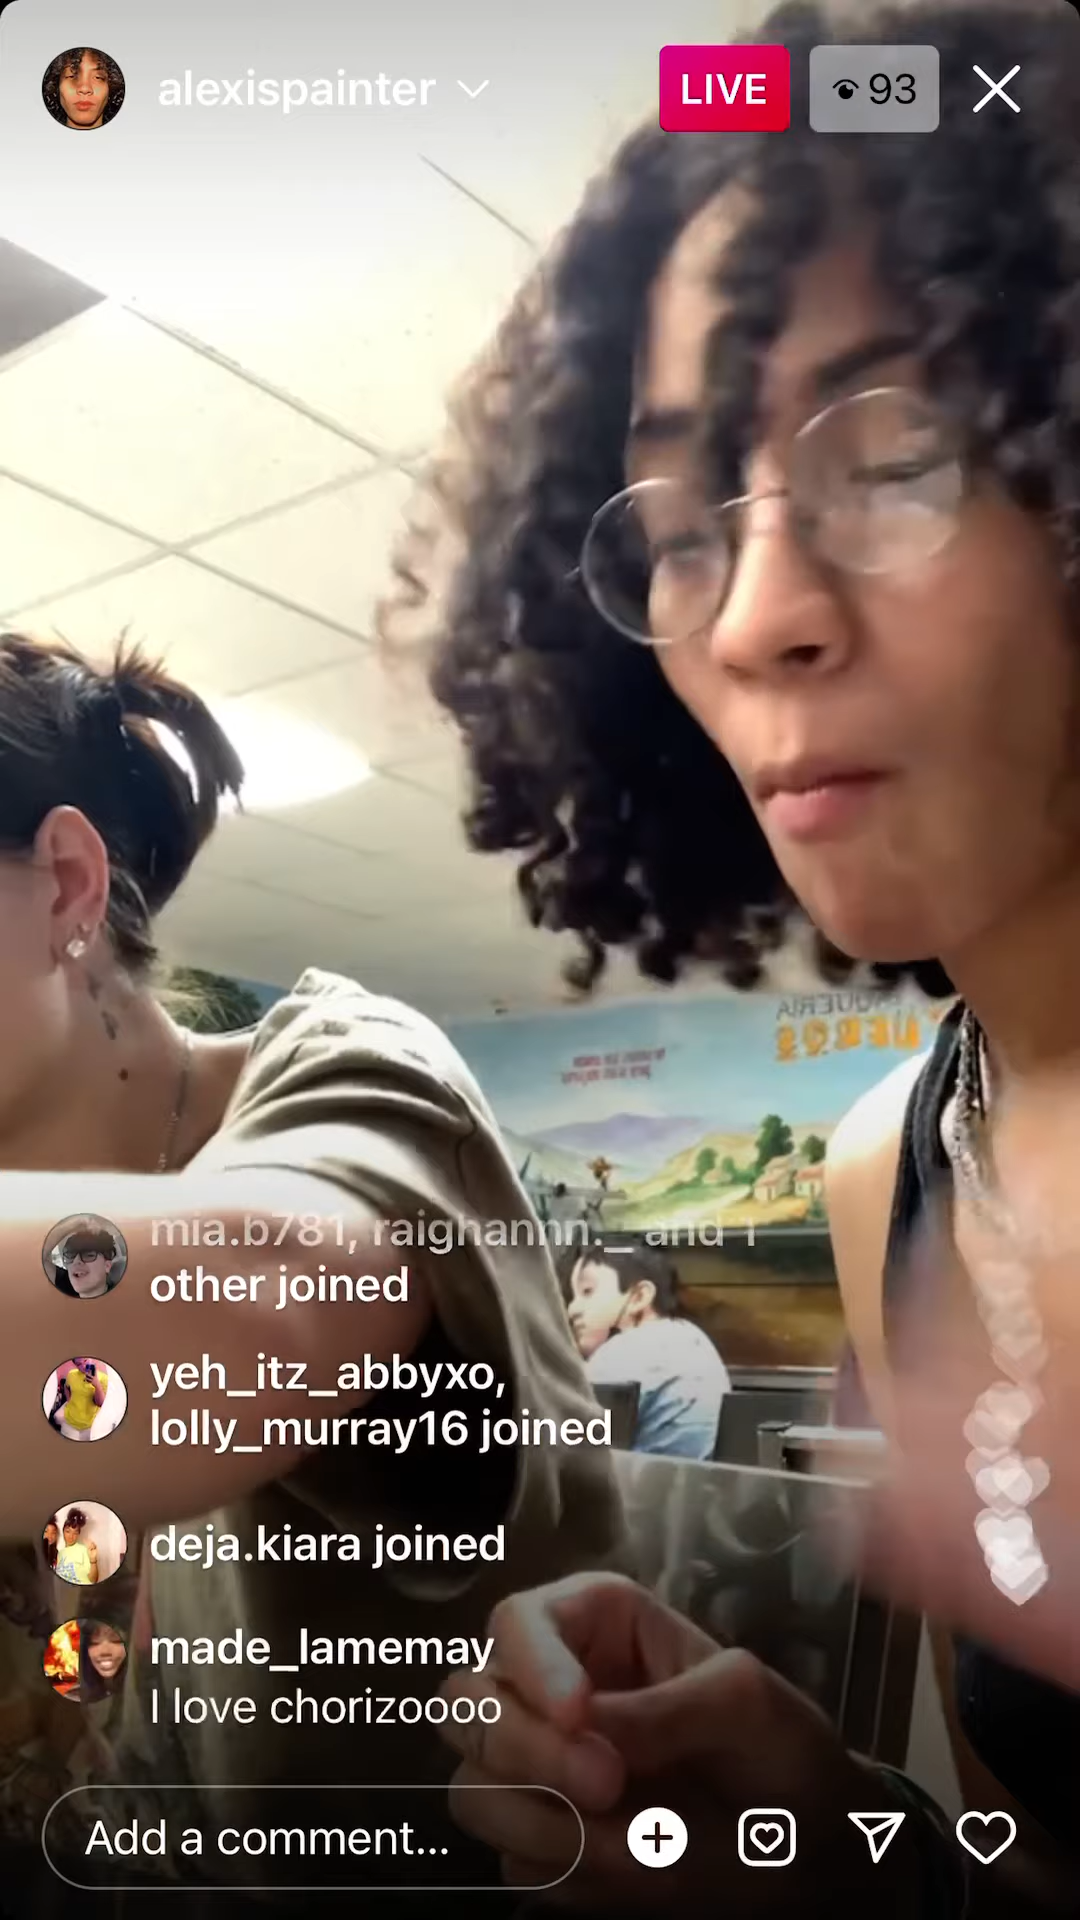 alexispainter
LIVE
93
mia.b781, raighannn._ and 1
other joined
yeh_itz_abbyxo,
lolly_murray16 joined
deja.kiara joined
made_lamemay
I love chorizoooo
Add a comment...